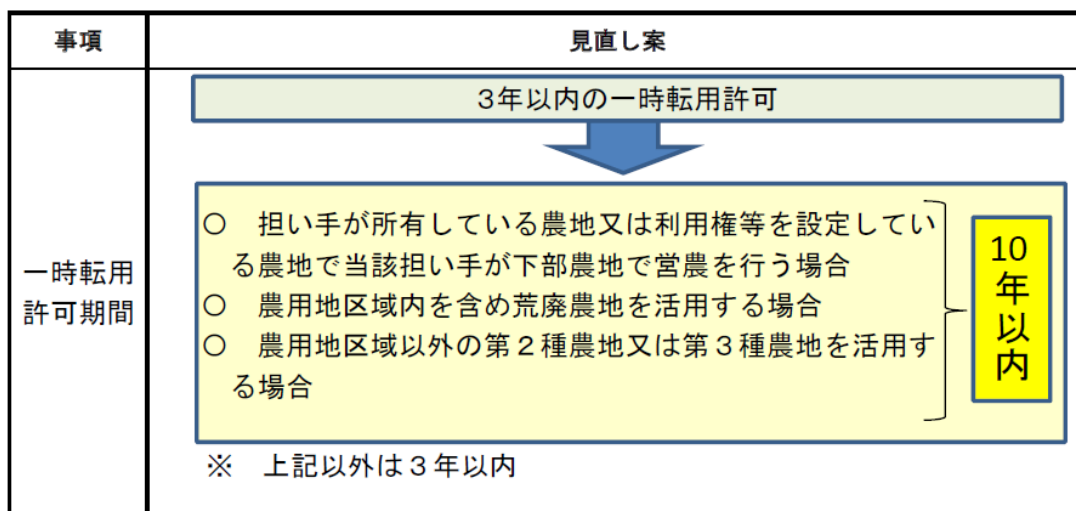 事項
見直し案
3年以内の一時転用許可
一時転用
許可期間
○　担い手が所有している農地又は利用権等を設定してい
る農地で当該担い手が下部農地で営農を行う場合
○　農用地区域内を含め荒廃農地を活用する場合
○　農用地区域以外の第２種農地又は第３種農地を活用す
る場合
10
年
以
内
※　上記以外は３年以内